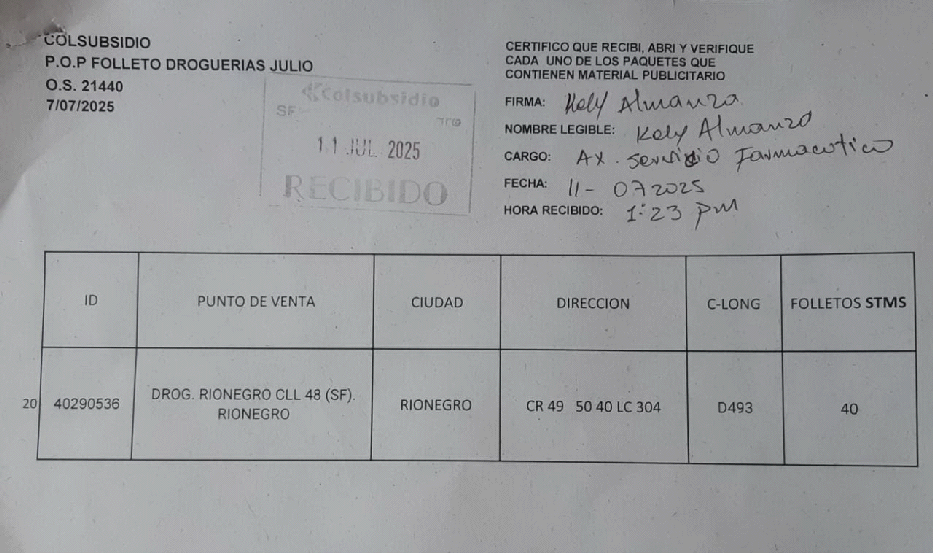 COLSUBSIDIO
P.O.P FOLLETO DROGUERIAS JULIO
O.S. 21440
7/07/2025
Colsubsidio
SF
11 JUL 2025
RECIBIDO
CERTIFICO QUE RECIBI, ABRI Y VERIFIQUE
CADA UNO DE LOS PAQUETES QUE
CONTIENEN MATERIAL PUBLICITARIO
FIRMA: Kely Almanza
NOMBRE LEGIBLE: Kely Almanza
CARGO: Ax. Servicio Farmaceutico
FECHA: 11- 07 2025
HORA RECIBIDO: 1:23 pm
ID PUNTO DE VENTA CIUDAD DIRECCION C-LONG FOLLETOS STMS
20 40290536 DROG. RIONEGRO CLL 48 (SF). RIONEGRO CR 49 50 40 LC 304 D493 40
RIONEGRO